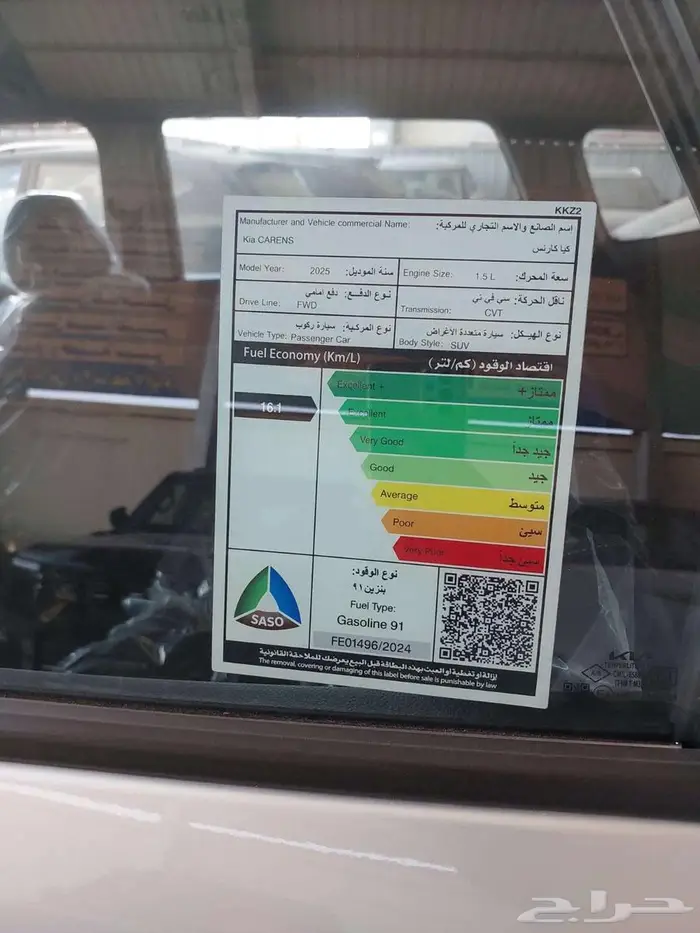 KKZ2
Manufacturer and Vehicle commercial Name: اسم الصانع والاسم التجاري للمركبة:
Kia CARENS كيا كارنس
Model Year: 2025 سنة الموديل: Engine Size: 1.5 L سعة المحرك:
Drive Line: FWD دفع امامي نوع الدفع: Transmission: CVT سي في تي ناقل الحركة:
Vehicle Type: Passenger Car سيارة ركوب نوع المركبة: Body Style: SUV سيارة متعددة الأغراض نوع الهيكل:
Fuel Economy (Km/L) اقتصاد الوقود (كم/لتر)
Excellent + ممتاز+
16.1 Excellent ممتاز
Very Good جيد جداً
Good جيد
Average متوسط
Poor سيئ
Very Poor سيئ جداً
نوع الوقود:
بنزين ٩١
Fuel Type:
Gasoline 91
SASO
FE01496/2024
إزالة أو تغطية أو العبث بهذه البطاقة قبل البيع يعرضك للملاحقة القانونية
The removal, covering or damaging of this label before sale is punishable by law
KIA
حراج